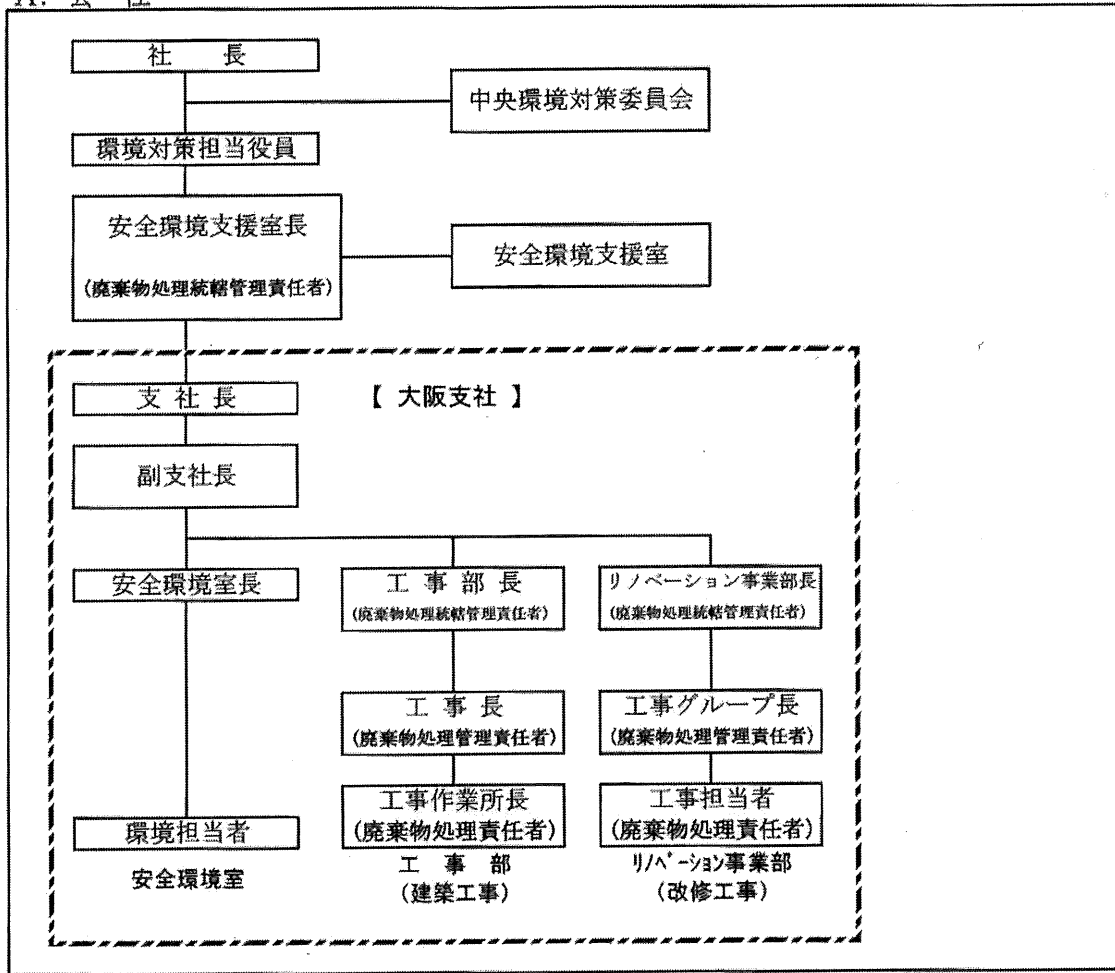 社長
中央環境対策委員会
環境対策担当役員
安全環境支援室長
(廃棄物処理統轄管理責任者)
安全環境支援室
【 大阪支社 】
支社長
副支社長
安全環境室長
工事部長
(廃棄物処理統轄管理責任者)
リノベーション事業部長
(廃棄物処理統轄管理責任者)
工事長
(廃棄物処理管理責任者)
工事グループ長
(廃棄物処理管理責任者)
工事作業所長
(廃棄物処理責任者)
工事担当者
(廃棄物処理責任者)
環境担当者
安全環境室
工事部
(建築工事)
リノベーション事業部
(改修工事)